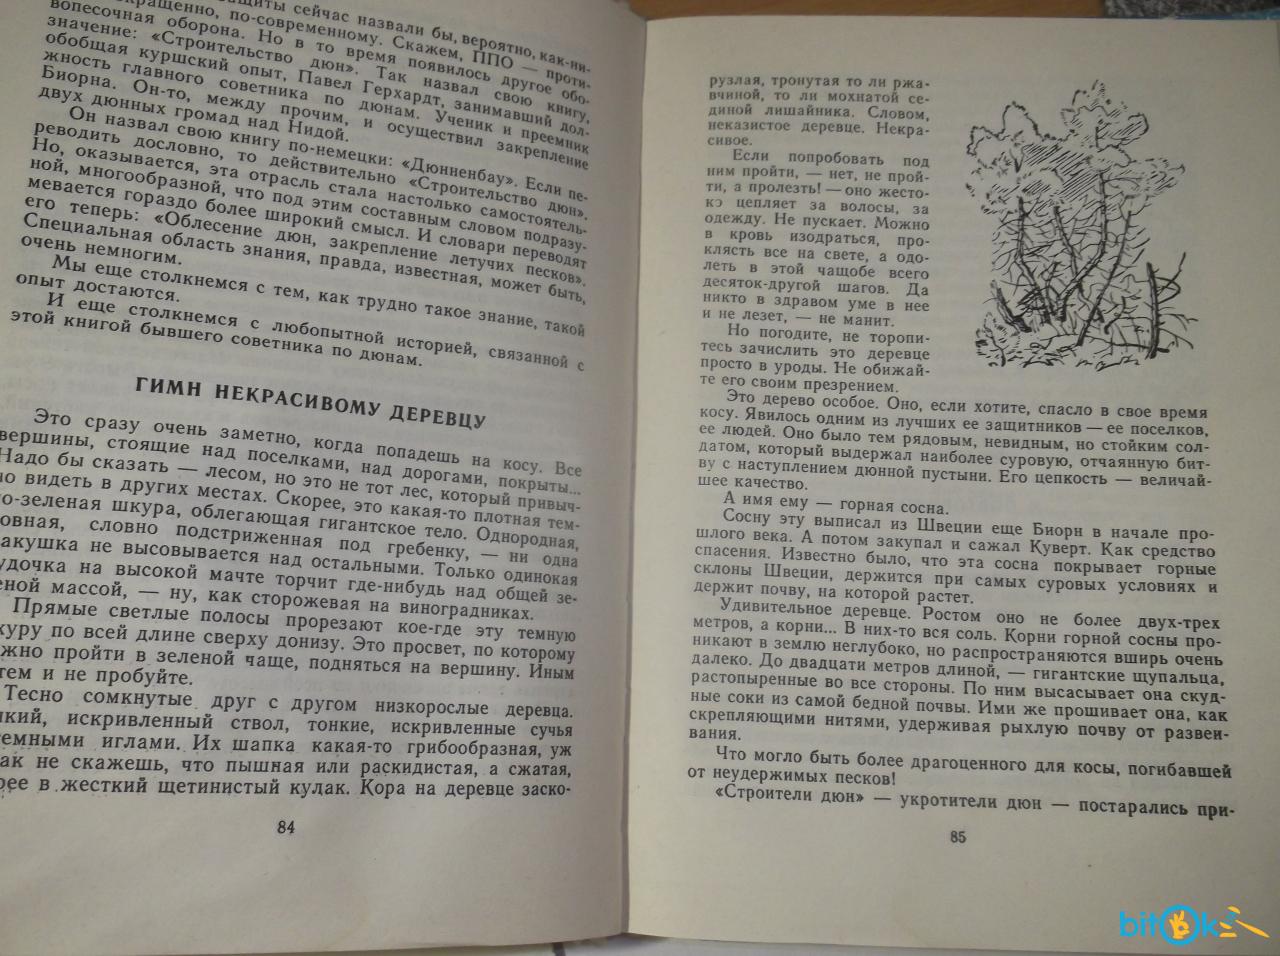 защиты сейчас назвали бы, вероятно, как-ни-
по-современному. Скажем, ППО — проти-
вопесочная оборона. Но в то время появилось другое обо-
значение: «Строительство дюн». Так назвал свою книгу,
обобщая куршский опыт, Павел Герхардт, занимавший дол-
жность главного советника по дюнам. Ученик и преемник
Биорна. Он-то, между прочим, и осуществил закрепление
двух дюнных громад над Нидой.
Он назвал свою книгу по-немецки: «Дюнненбау». Если пе-
реводить дословно, то действительно «Строительство дюн».
Но, оказывается, эта отрасль стала настолько самостоятель-
ной, многообразной, что под этим составным словом подразу-
мевается гораздо более широкий смысл. И словари переводят
его теперь: «Облесение дюн, закрепление летучих песков».
Специальная область знания, правда, известная, может быть,
очень немногим.
Мы еще столкнемся с тем, как трудно такое знание, такой
опыт достаются.
И еще столкнемся с любопытной историей, связанной с
этой книгой бывшего советника по дюнам.
ГИМН НЕКРАСИВОМУ ДЕРЕВЦУ
Это сразу очень заметно, когда попадешь на косу. Все
вершины, стоящие над поселками, над дорогами, покрыты...
Надо бы сказать — лесом, но это не тот лес, который привыч-
но видеть в других местах. Скорее, это какая-то плотная тем-
но-зеленая шкура, облегающая гигантское тело. Однородная,
ровная, словно подстриженная под гребенку, — ни одна
макушка не высовывается над остальными. Только одинокая
будочка на высокой мачте торчит где-нибудь над общей зе-
леной массой, — ну, как сторожевая на виноградниках.
Прямые светлые полосы прорезают кое-где эту темную
шкуру по всей длине сверху донизу. Это просвет, по которому
можно пройти в зеленой чаще, подняться на вершину. Иным
путем и не пробуйте.
Тесно сомкнутые друг с другом низкорослые деревца.
искривленный ствол, тонкие, искривленные сучья
с темными иглами. Их шапка какая-то грибообразная, уж
никак не скажешь, что пышная или раскидистая, а сжатая,
скорее в жесткий щетинистый кулак. Кора на деревце заско-
84
рузлая, тронутая то ли ржа-
вчиной, то ли мохнатой се-
диной лишайника. Словом,
неказистое деревце. Некра-
сивое.
Если попробовать под
ним пройти, — нет, не прой-
ти, а пролезть! — оно жесто-
кэ цепляет за волосы, за
одежду. Не пускает. Можно
в кровь изодраться, про-
клясть все на свете, а одо-
леть в этой чащобе всего
десяток-другой шагов. Да
никто в здравом уме в нее
и не лезет, — не манит.
Но погодите, не торопи-
тесь зачислить это деревце
просто в уроды. Не обижай-
те его своим презрением.
Это дерево особое. Оно, если хотите, спасло в свое время
косу. Явилось одним из лучших ее защитников — ее поселков,
ее людей. Оно было тем рядовым, невидным, но стойким сол-
датом, который выдержал наиболее суровую, отчаянную бит-
ву с наступлением дюнной пустыни. Его цепкость — величай-
шее качество.
А имя ему — горная сосна.
Сосну эту выписал из Швеции еще Биорн в начале про-
шлого века. А потом закупал и сажал Куверт. Как средство
спасения. Известно было, что эта сосна покрывает горные
склоны Швеции, держится при самых суровых условиях и
держит почву, на которой растет.
Удивительное деревце. Ростом оно не более двух-трех
метров, а корни... В них-то вся соль. Корни горной сосны про-
никают в землю неглубоко, но распространяются вширь очень
далеко. До двадцати метров длиной, — гигантские щупальца,
растопыренные во все стороны. По ним высасывает она скуд-
ные соки из самой бедной почвы. Ими же прошивает она, как
скрепляющими нитями, удерживая рыхлую почву от развеи-
вания.
Что могло быть более драгоценного для косы, погибавшей
от неудержимых песков!
«Строители дюн» — укротители дюн — постарались при-
85
bitOk